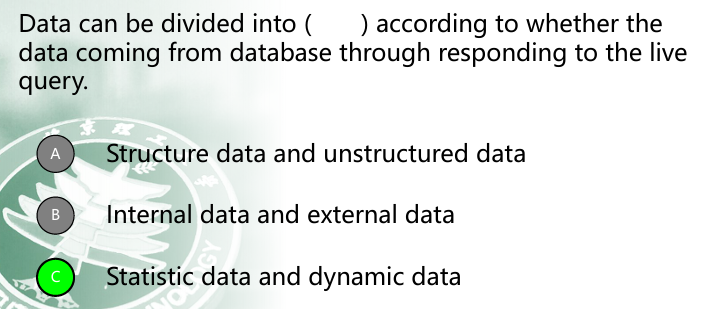 Data can be divided into ( ) according to whether the
data coming from database through responding to the live
query.
A Structure data and unstructured data
B Internal data and external data
C Statistic data and dynamic data